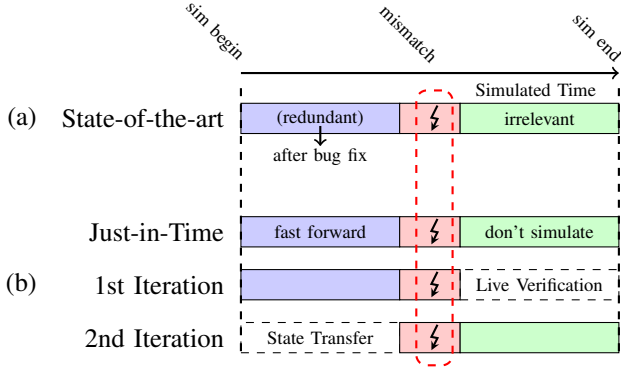 sim begin
mismatch
sim end
Simulated Time
(a) State-of-the-art (redundant) irrelevant
after bug fix
Just-in-Time fast forward don't simulate
(b) 1st Iteration Live Verification
2nd Iteration State Transfer